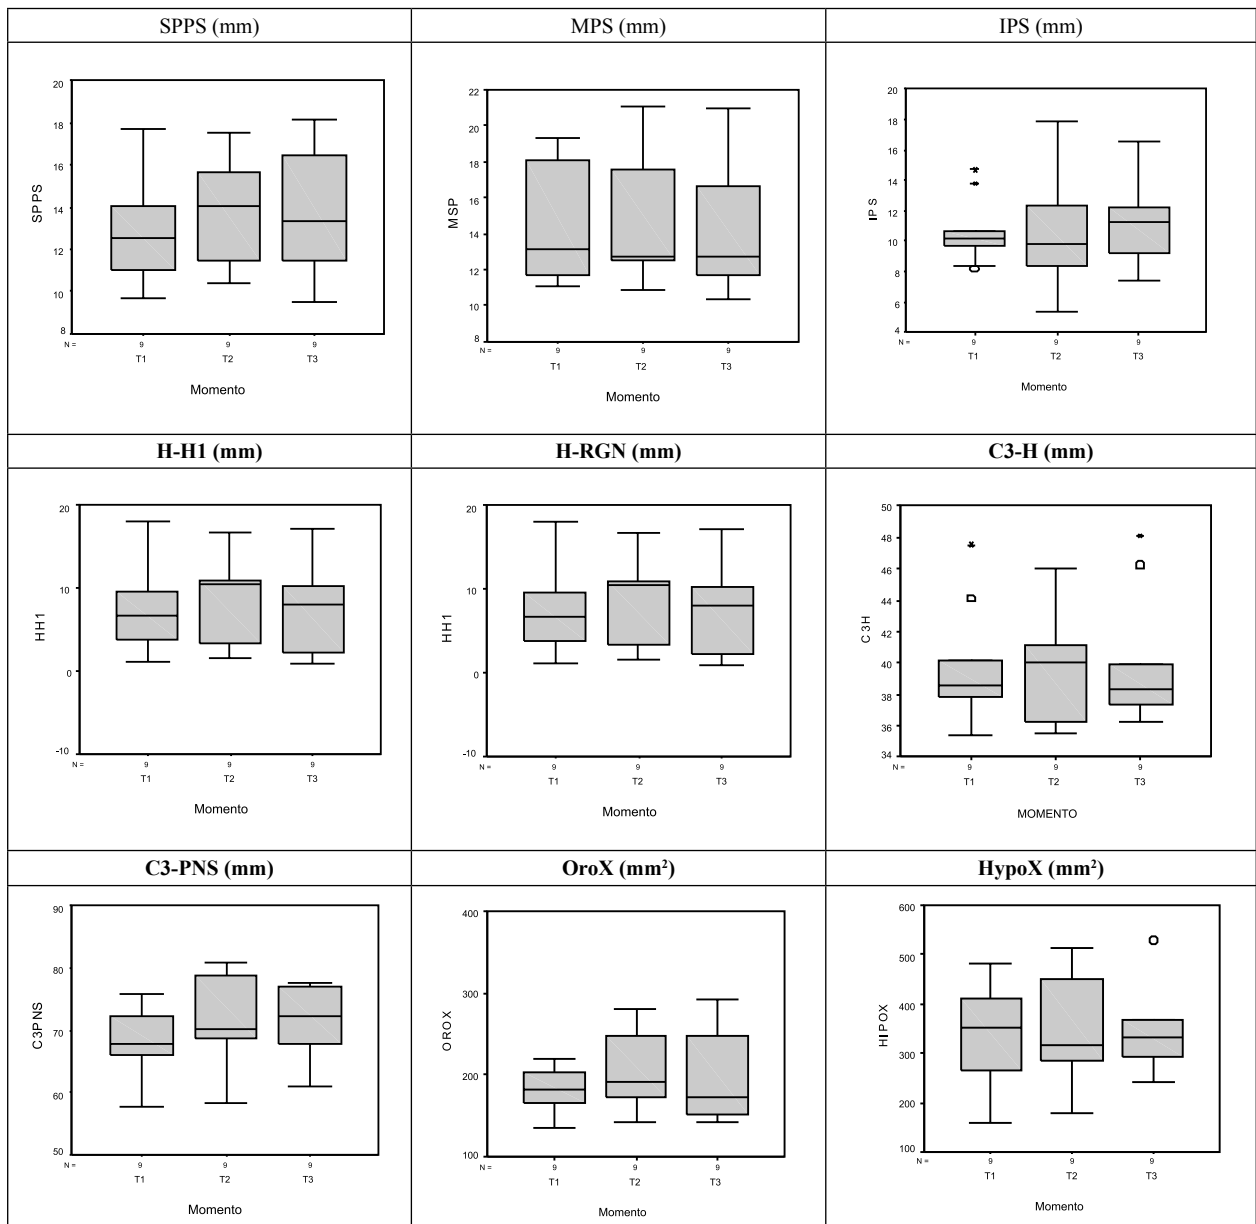 SPPS (mm)
MPS (mm)
IPS (mm)
20
18
16
14
12
10
8
SPPS
N =
9
9
9
T1
T2
T3
Momento
22
20
18
16
14
12
10
8
MSP
N =
9
9
9
T1
T2
T3
Momento
20
18
16
14
12
10
8
6
4
IPS
N =
9
9
9
T1
T2
T3
Momento
H-H1 (mm)
H-RGN (mm)
C3-H (mm)
20
10
0
-10
HH1
N =
9
9
9
T1
T2
T3
Momento
20
10
0
-10
HH1
N =
9
9
9
T1
T2
T3
Momento
50
48
46
44
42
40
38
36
34
C3H
N =
9
9
9
T1
T2
T3
MOMENTO
C3-PNS (mm)
OroX (mm²)
HypoX (mm²)
90
80
70
60
50
C3PNS
N =
9
9
9
T1
T2
T3
Momento
400
300
200
100
OROX
N =
9
9
9
T1
T2
T3
Momento
600
500
400
300
200
100
HIPOX
N =
9
9
9
T1
T2
T3
Momento